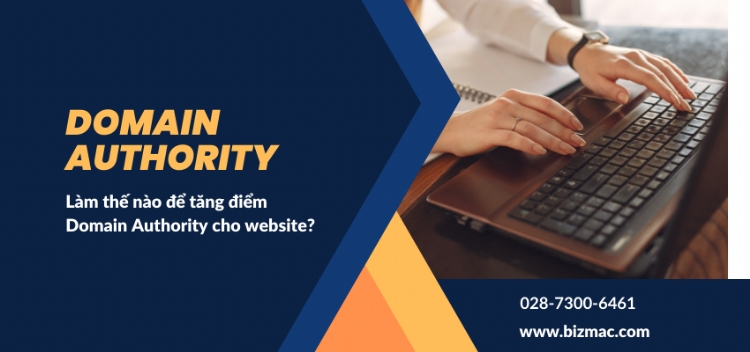 DOMAIN
AUTHORITY
Làm thế nào để tăng điểm
Domain Authority cho website?
028-7300-6461
www.bizmac.com